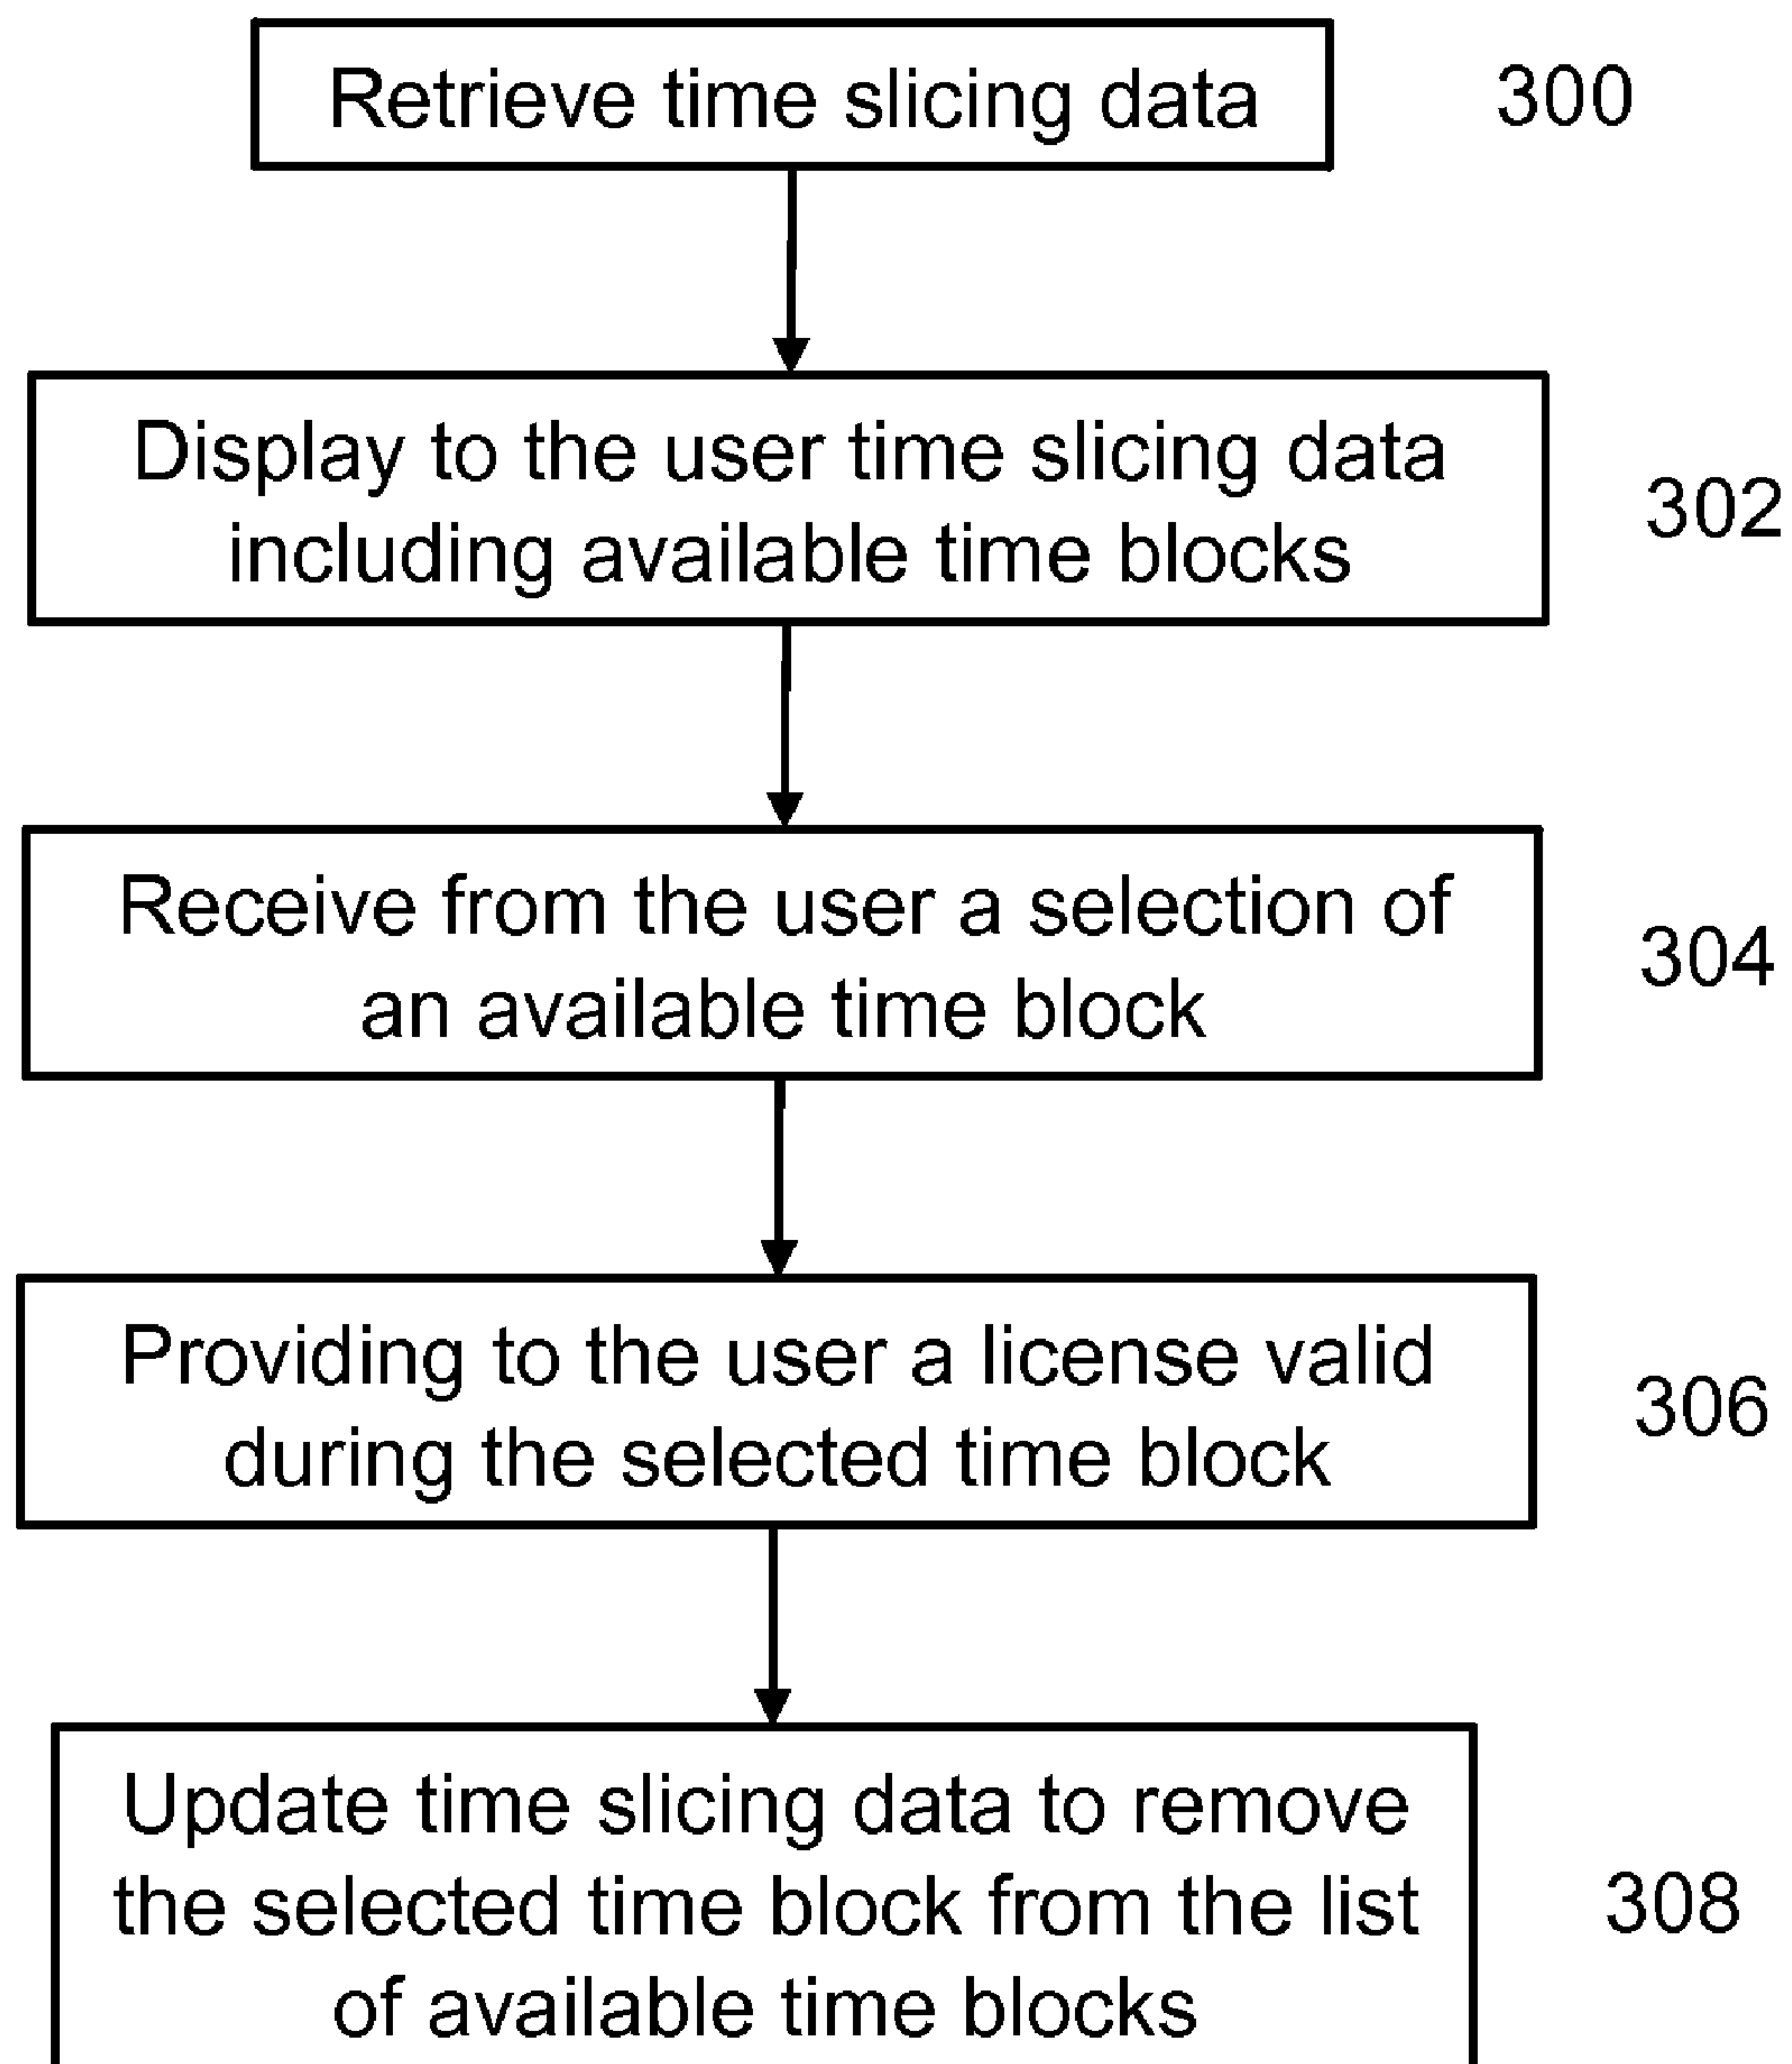 Retrieve time slicing data
300
Display to the user time slicing data
including available time blocks
302
Receive from the user a selection of
an available time block
304
Providing to the user a license valid
during the selected time block
306
Update time slicing data to remove
the selected time block from the list
of available time blocks
308